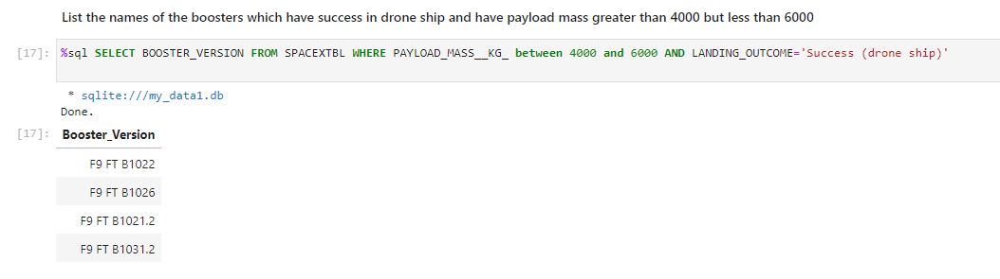 List the names of the boosters which have success in drone ship and have payload mass greater than 4000 but less than 6000
[17]: %sql SELECT BOOSTER_VERSION FROM SPACEXTBL WHERE PAYLOAD_MASS__KG_ between 4000 and 6000 AND LANDING_OUTCOME='Success (drone ship)'
* sqlite:///my_data1.db
Done.
[17]: Booster_Version
F9 FT B1022
F9 FT B1026
F9 FT B1021.2
F9 FT B1031.2